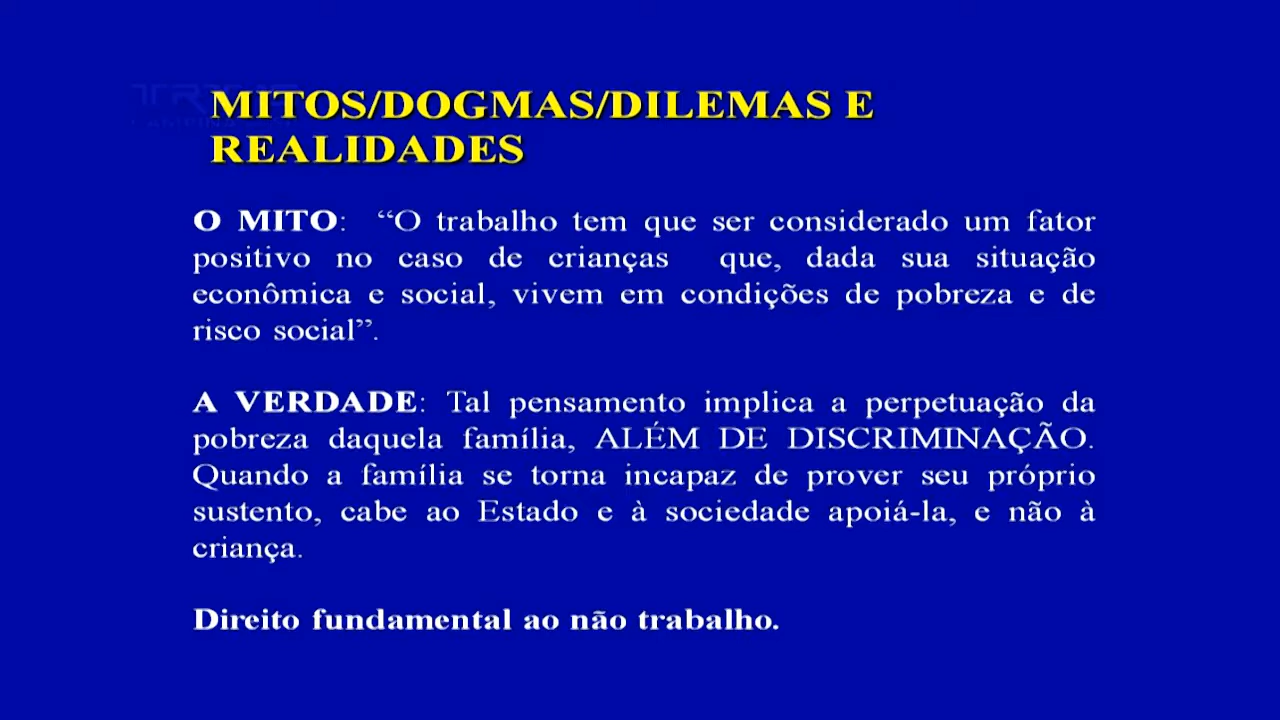 MITOS/DOGMAS/DILEMAS E
REALIDADES
O MITO: “O trabalho tem que ser considerado um fator
positivo no caso de crianças que, dada sua situação
econômica e social, vivem em condições de pobreza e de
risco social”.
A VERDADE: Tal pensamento implica a perpetuação da
pobreza daquela família, ALÉM DE DISCRIMINAÇÃO.
Quando a família se torna incapaz de prover seu próprio
sustento, cabe ao Estado e à sociedade apoiá-la, e não à
criança.
Direito fundamental ao não trabalho.